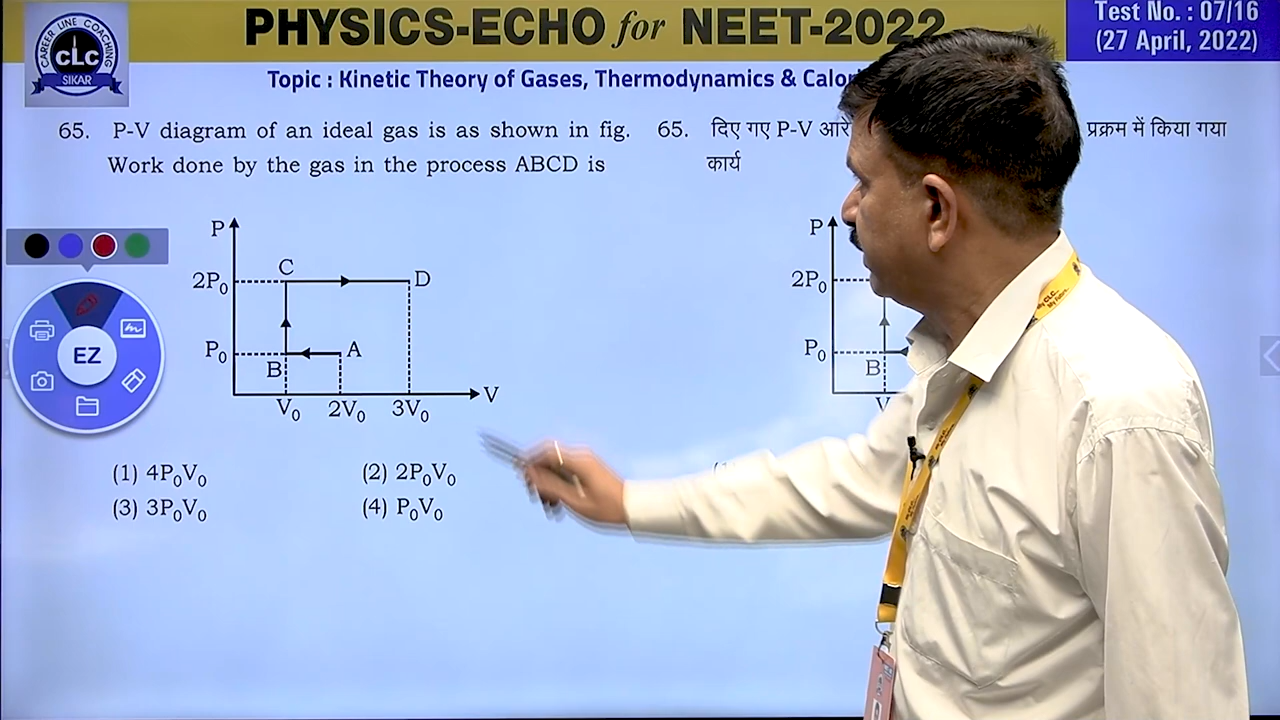 PHYSICS-ECHO for NEET-2022
Test No. : 07/16
(27 April, 2022)
CAREER LINE COACHING
CLC
SIKAR
Topic : Kinetic Theory of Gases, Thermodynamics &
65. P-V diagram of an ideal gas is as shown in fig.
Work done by the gas in the process ABCD is
P
2P₀
C
D
P₀
B
A
V
V₀ 2V₀ 3V₀
(1) 4P₀V₀ (2) 2P₀V₀
(3) 3P₀V₀ (4) P₀V₀
EZ
65. दिए गए P-V प्रक्रम में किया गया
कार्य
P
2P₀
P₀
B
V